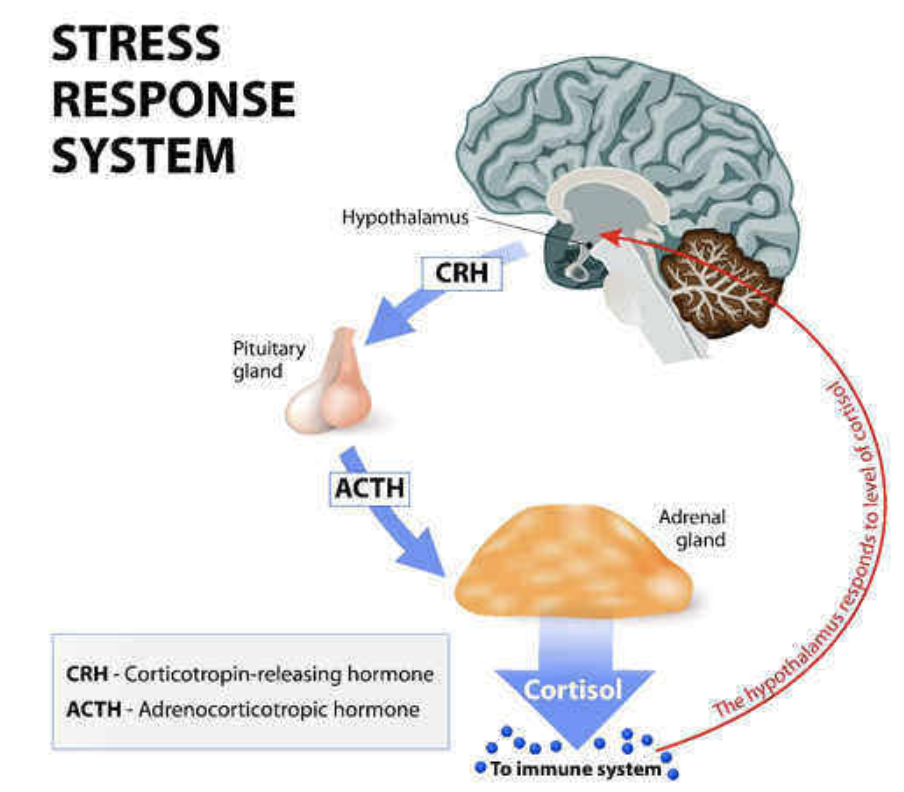 STRESS
RESPONSE
SYSTEM
Hypothalamus
CRH
Pituitary
gland
ACTH
Adrenal
gland
The hypothalamus responds to level of cortisol
Cortisol
To immune system
CRH - Corticotropin-releasing hormone
ACTH - Adrenocorticotropic hormone